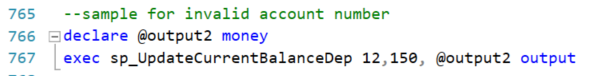 765 --sample for invalid account number
766 declare @output2 money
767 exec sp_UpdateCurrentBalanceDep 12,150, @output2 output